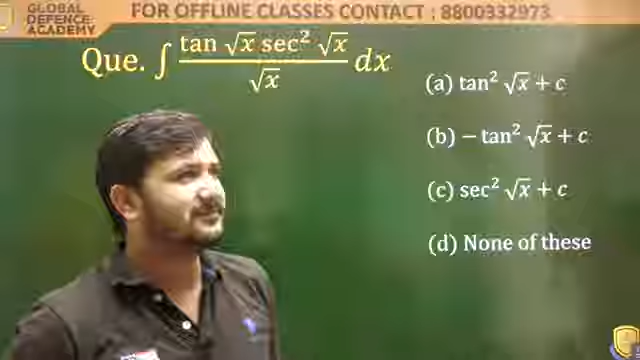 GLOBAL
DEFENCE
ACADEMY
FOR OFFLINE CLASSES CONTACT : 8800332973
Que. ∫ tan √x sec² √x / √x dx
(a) tan² √x + c
(b) − tan² √x + c
(c) sec² √x + c
(d) None of these